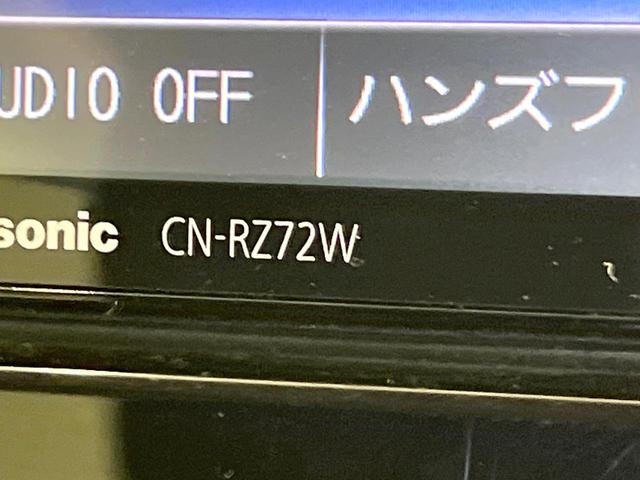 UDIO OFF ハンズフ
sonic CN-RZ72W